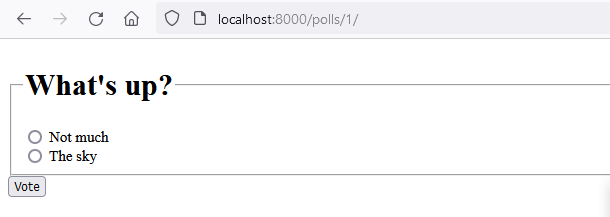 localhost:8000/polls/1/
What's up?
Not much
The sky
Vote